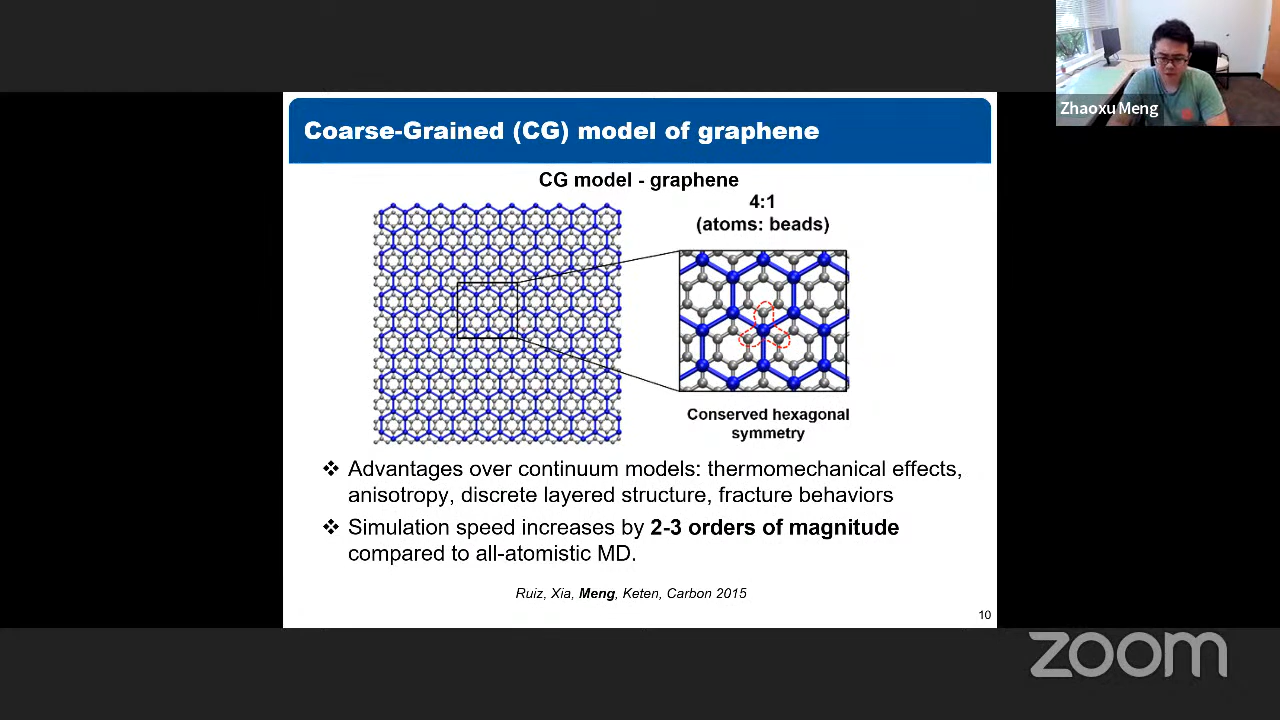 Zhaoxu Meng
Coarse-Grained (CG) model of graphene
CG model - graphene
4:1
(atoms: beads)
Conserved hexagonal
symmetry
❖ Advantages over continuum models: thermomechanical effects,
anisotropy, discrete layered structure, fracture behaviors
❖ Simulation speed increases by 2-3 orders of magnitude
compared to all-atomistic MD.
Ruiz, Xia, Meng, Keten, Carbon 2015
10
zoom